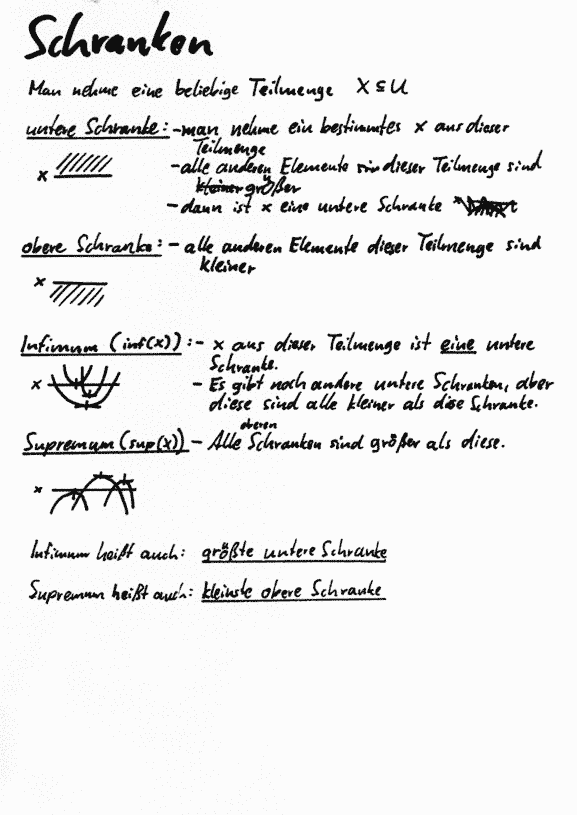 Schranken
Man nehme eine beliebige Teilmenge X ⊆ U
untere Schranke: - man nehme ein bestimmtes x aus dieser
Teilmenge
- alle anderen Elemente dieser Teilmenge sind
x
kleiner größer
- dann ist x eine untere Schranke
obere Schranke: - alle anderen Elemente dieser Teilmenge sind
kleiner
x
Infimum (inf(x)): - x aus dieser Teilmenge ist eine untere
Schranke.
x
- Es gibt noch andere untere Schranken, aber
diese sind alle kleiner als diese Schranke.
oberen
Supremum (sup(x)) - Alle Schranken sind größer als diese.
x
Infimum heißt auch: größte untere Schranke
Supremum heißt auch: kleinste obere Schranke